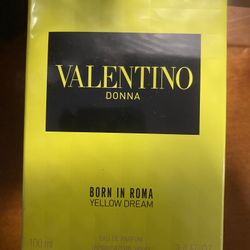 VALENTINO
DONNA
BORN IN ROMA
YELLOW DREAM
EAU DE PARFUM
100 ml